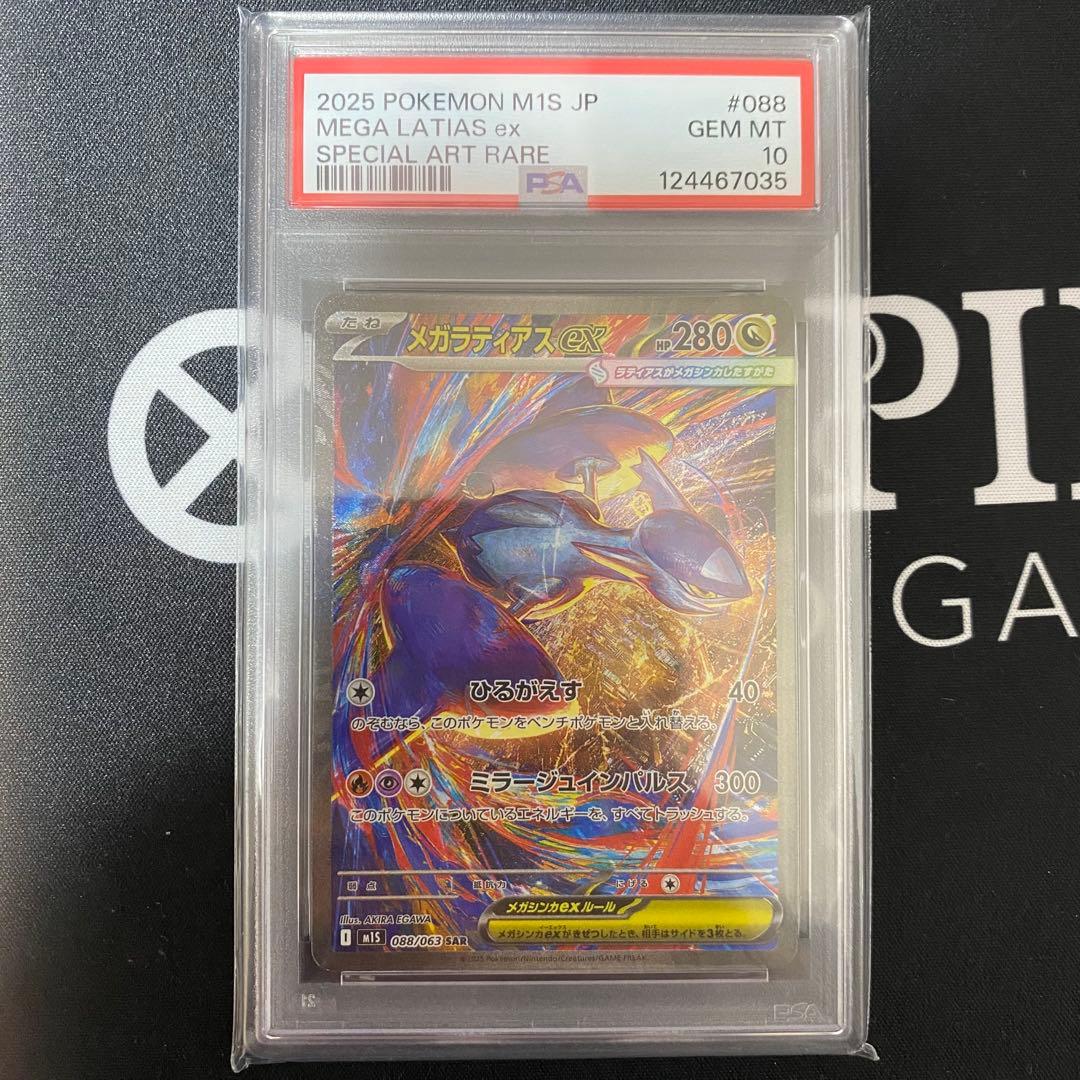 2025 POKEMON M1S JP #088
MEGA LATIAS ex GEM MT
SPECIAL ART RARE 10
PSA 124467035
たね メガラティアスex HP280
ラティアスがメガシンカしたすがた
PI
GA
ひるがえす 40
のぞむなら、このポケモンをベンチポケモンと入れ替える。
ミラージュインパルス 300
このポケモンについているエネルギーを、すべてトラッシュする。
弱点 抵抗力 にげる
Illus. AKIRA EGAWA
メガシンカexルール
メガシンカexがきぜつしたとき、相手はサイドを3枚とる。
I M1S 088/063 SAR
©2025 Pokémon/Nintendo/Creatures/GAME FREAK
PSA